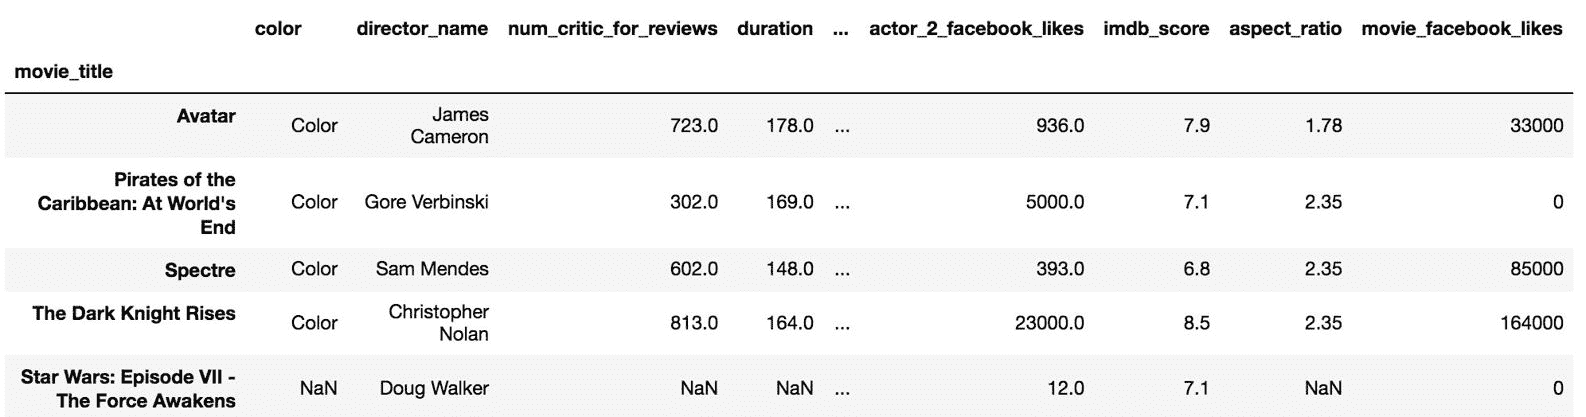 color director_name num_critic_for_reviews duration ... actor_2_facebook_likes imdb_score aspect_ratio movie_facebook_likes
movie_title
Avatar Color James Cameron 723.0 178.0 ... 936.0 7.9 1.78 33000
Pirates of the Caribbean: At World's End Color Gore Verbinski 302.0 169.0 ... 5000.0 7.1 2.35 0
Spectre Color Sam Mendes 602.0 148.0 ... 393.0 6.8 2.35 85000
The Dark Knight Rises Color Christopher Nolan 813.0 164.0 ... 23000.0 8.5 2.35 164000
Star Wars: Episode VII - The Force Awakens NaN Doug Walker NaN NaN ... 12.0 7.1 NaN 0